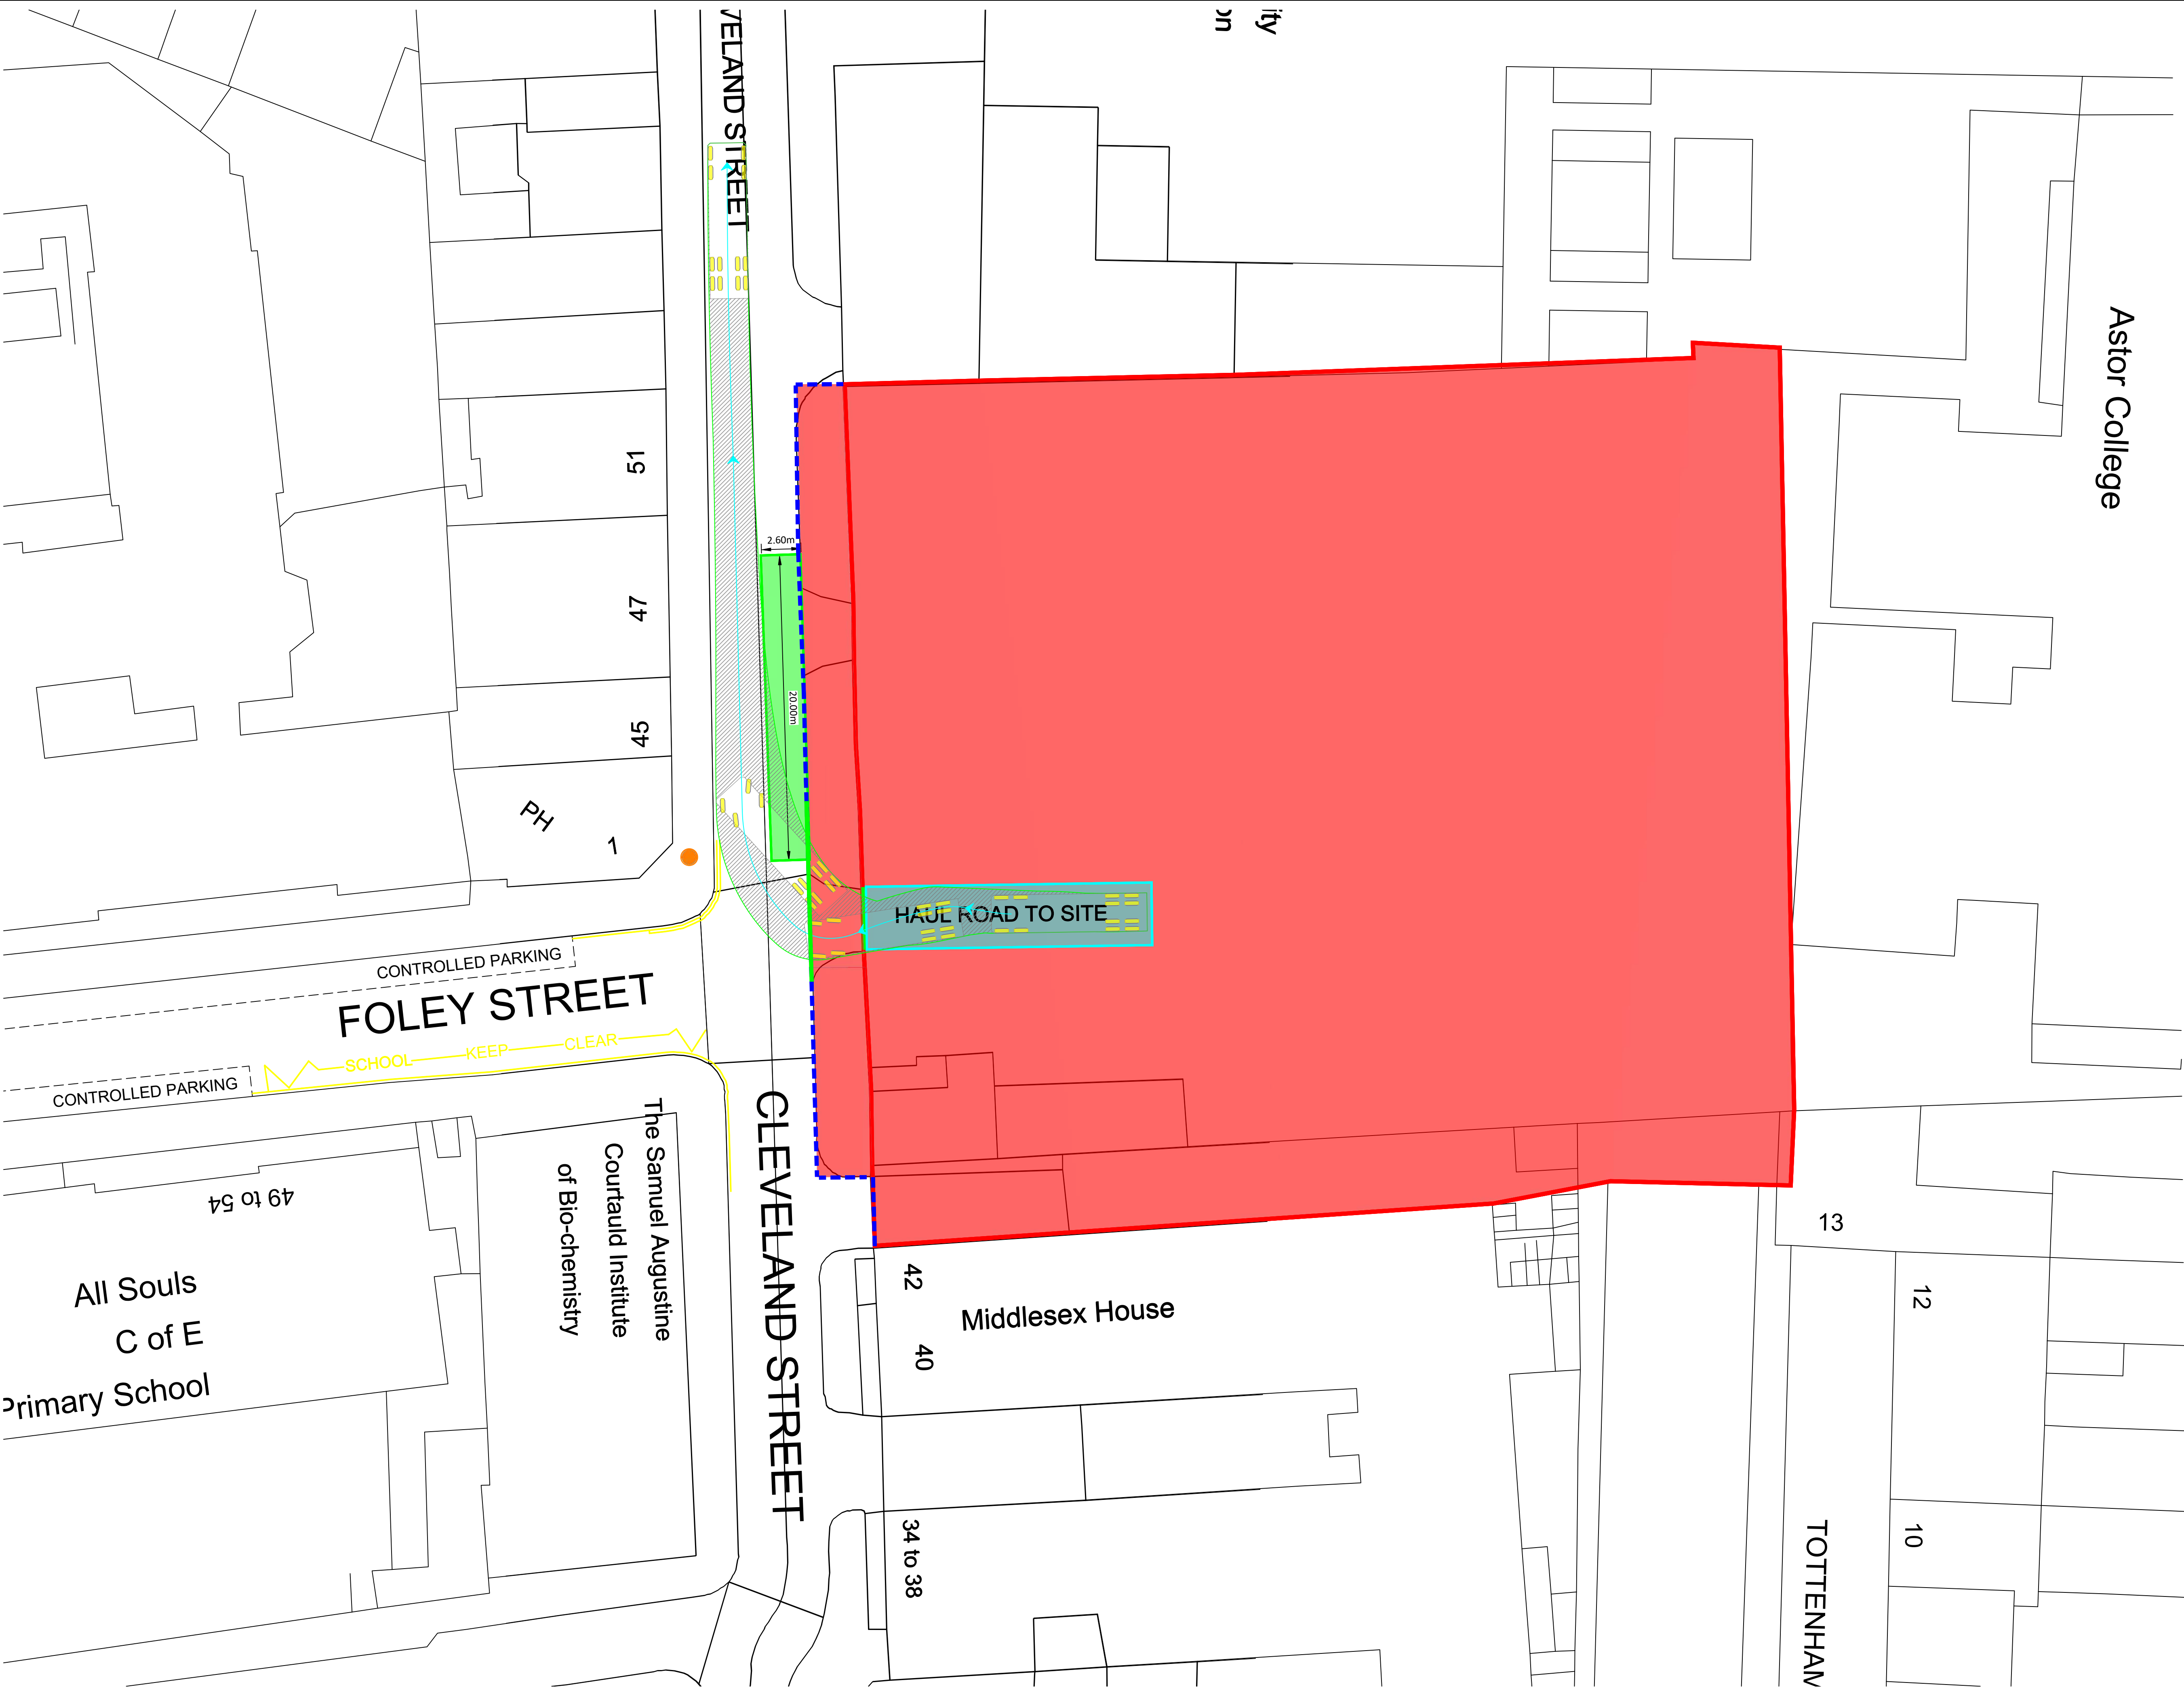 VELAND STREET
on
ity
Astor College
51
2.60m
47
20.00m
45
PH
1
HAUL ROAD TO SITE
CONTROLLED PARKING
FOLEY STREET
SCHOOL KEEP CLEAR
CONTROLLED PARKING
CLEVELAND STREET
The Samuel Augustine
Courtauld Institute
of Bio-chemistry
49 to 54
All Souls
C of E
Primary School
42
Middlesex House
40
34 to 38
13
12
10
TOTTENHAM